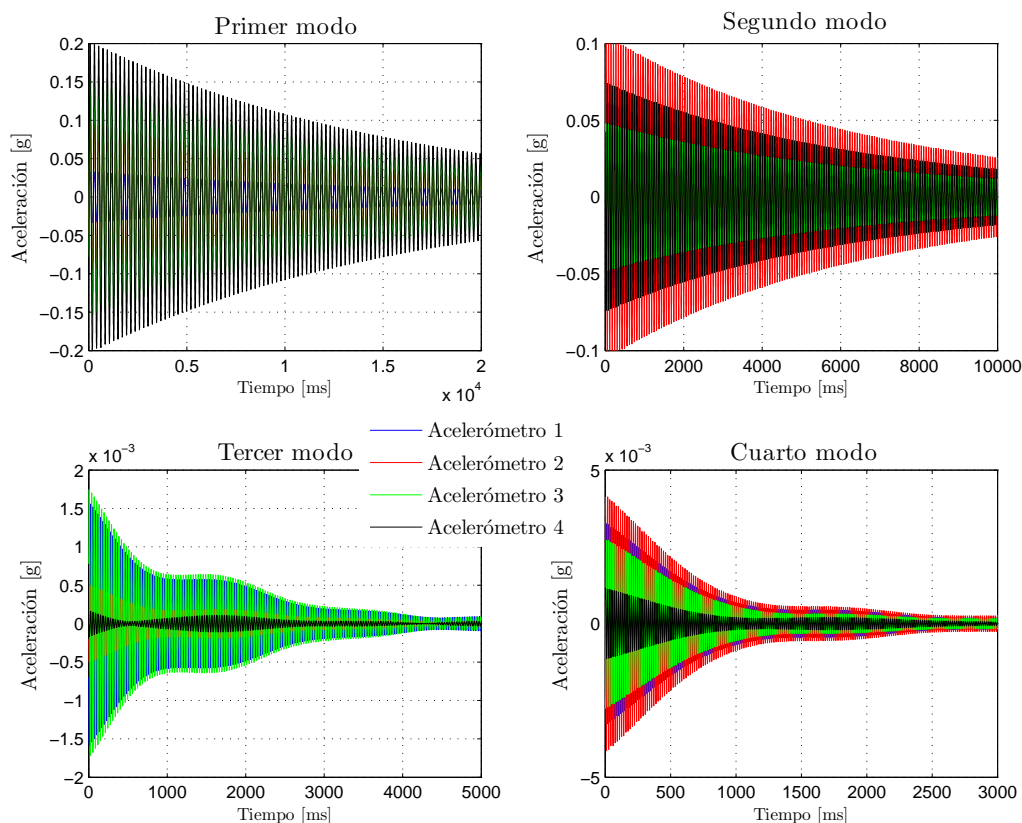 Primer modo
Aceleración [g]
0.2
0.15
0.1
0.05
0
−0.05
−0.1
−0.15
−0.2
0 0.5 1 1.5 2
x 10⁴
Tiempo [ms]
Segundo modo
Aceleración [g]
0.1
0.05
0
−0.05
−0.1
0 2000 4000 6000 8000 10000
Tiempo [ms]
Tercer modo
x 10⁻³
Aceleración [g]
2
1.5
1
0.5
0
−0.5
−1
−1.5
−2
0 1000 2000 3000 4000 5000
Tiempo [ms]
Acelerómetro 1
Acelerómetro 2
Acelerómetro 3
Acelerómetro 4
Cuarto modo
x 10⁻³
Aceleración [g]
5
0
−5
0 500 1000 1500 2000 2500 3000
Tiempo [ms]